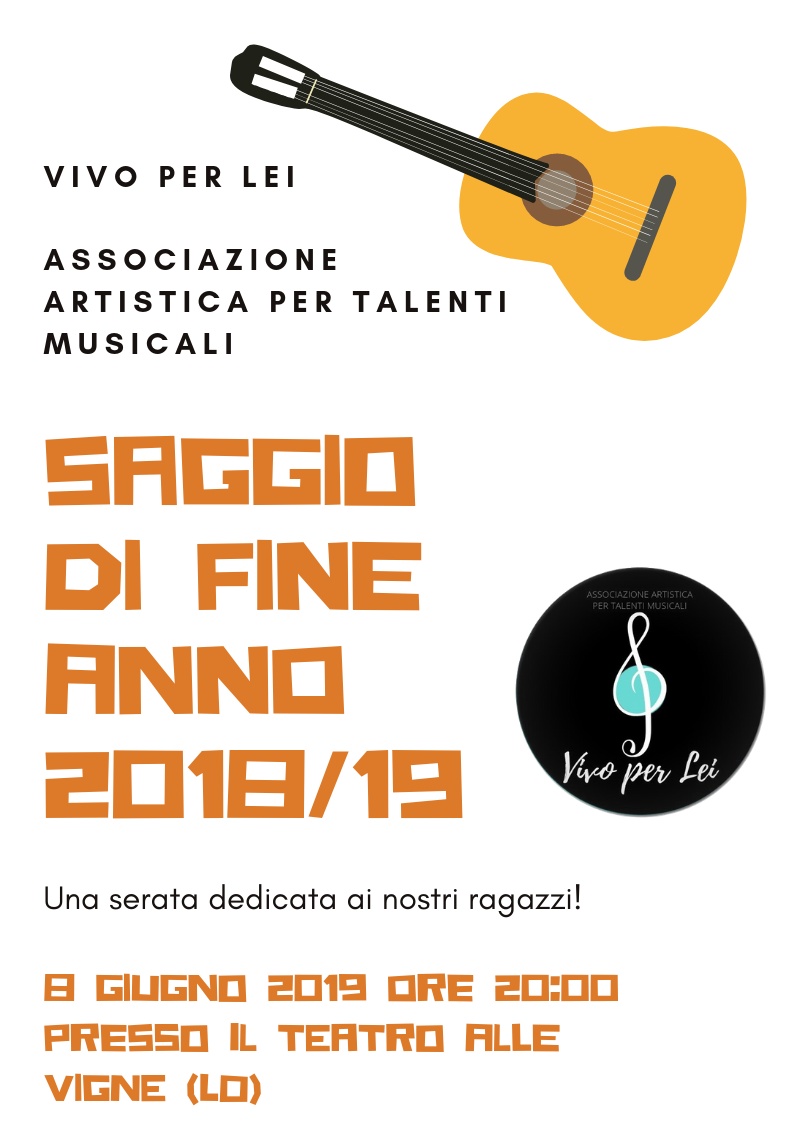 VIVO PER LEI
ASSOCIAZIONE
ARTISTICA PER TALENTI
MUSICALI
SAGGIO
DI FINE
ANNO
2018/19
ASSOCIAZIONE ARTISTICA
PER TALENTI MUSICALI
Vivo per Lei
Una serata dedicata ai nostri ragazzi!
8 GIUGNO 2019 ORE 20:00
PRESSO IL TEATRO ALLE
VIGNE (LO)